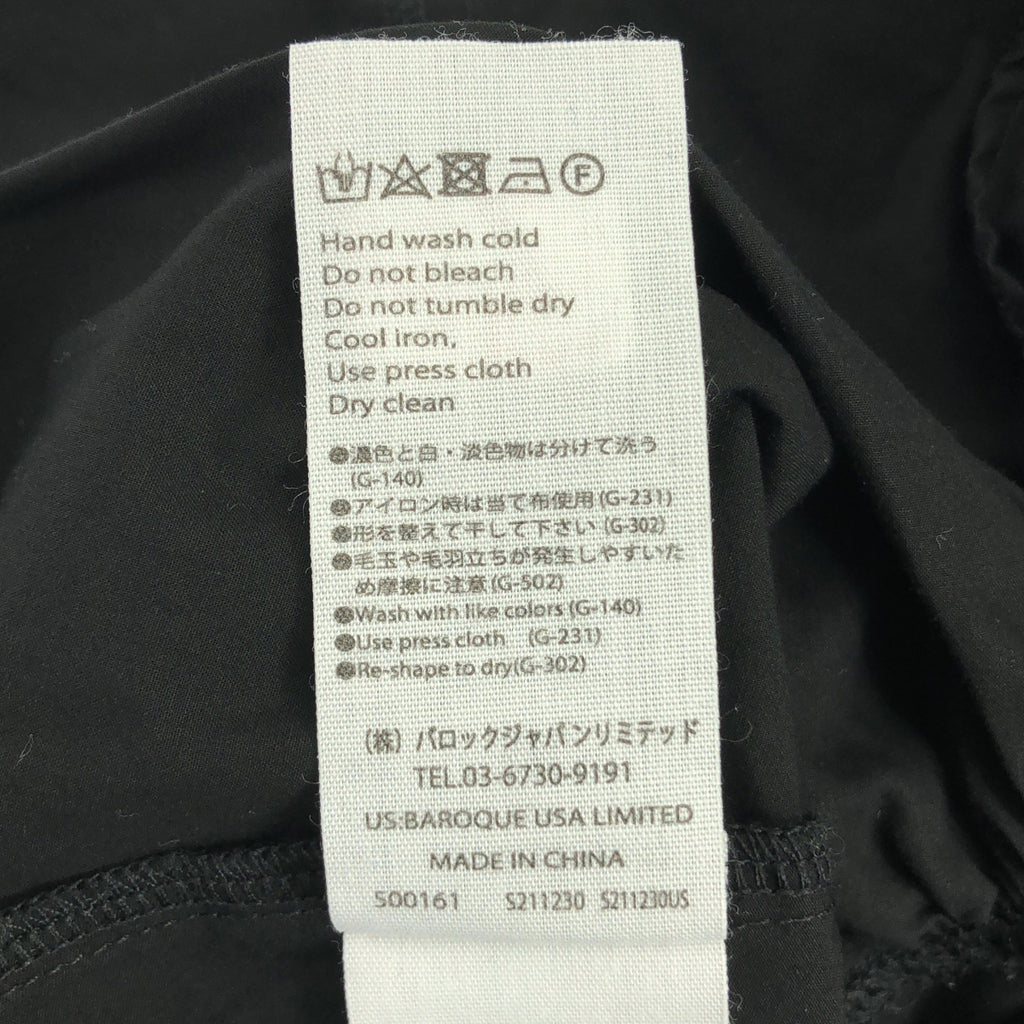 F
Hand wash cold
Do not bleach
Do not tumble dry
Cool iron,
Use press cloth
Dry clean
●濃色と白・淡色物は分けて洗う
(G-140)
●アイロン時は当て布使用(G-231)
●形を整えて干して下さい(G-302)
●毛玉や毛羽立ちが発生しやすいた
め摩擦に注意(G-502)
●Wash with like colors (G-140)
●Use press cloth (G-231)
●Re-shape to dry(G-302)
(株) バロックジャパンリミテッド
TEL.03-6730-9191
US:BAROQUE USA LIMITED
MADE IN CHINA
500161 S211230 S211230US